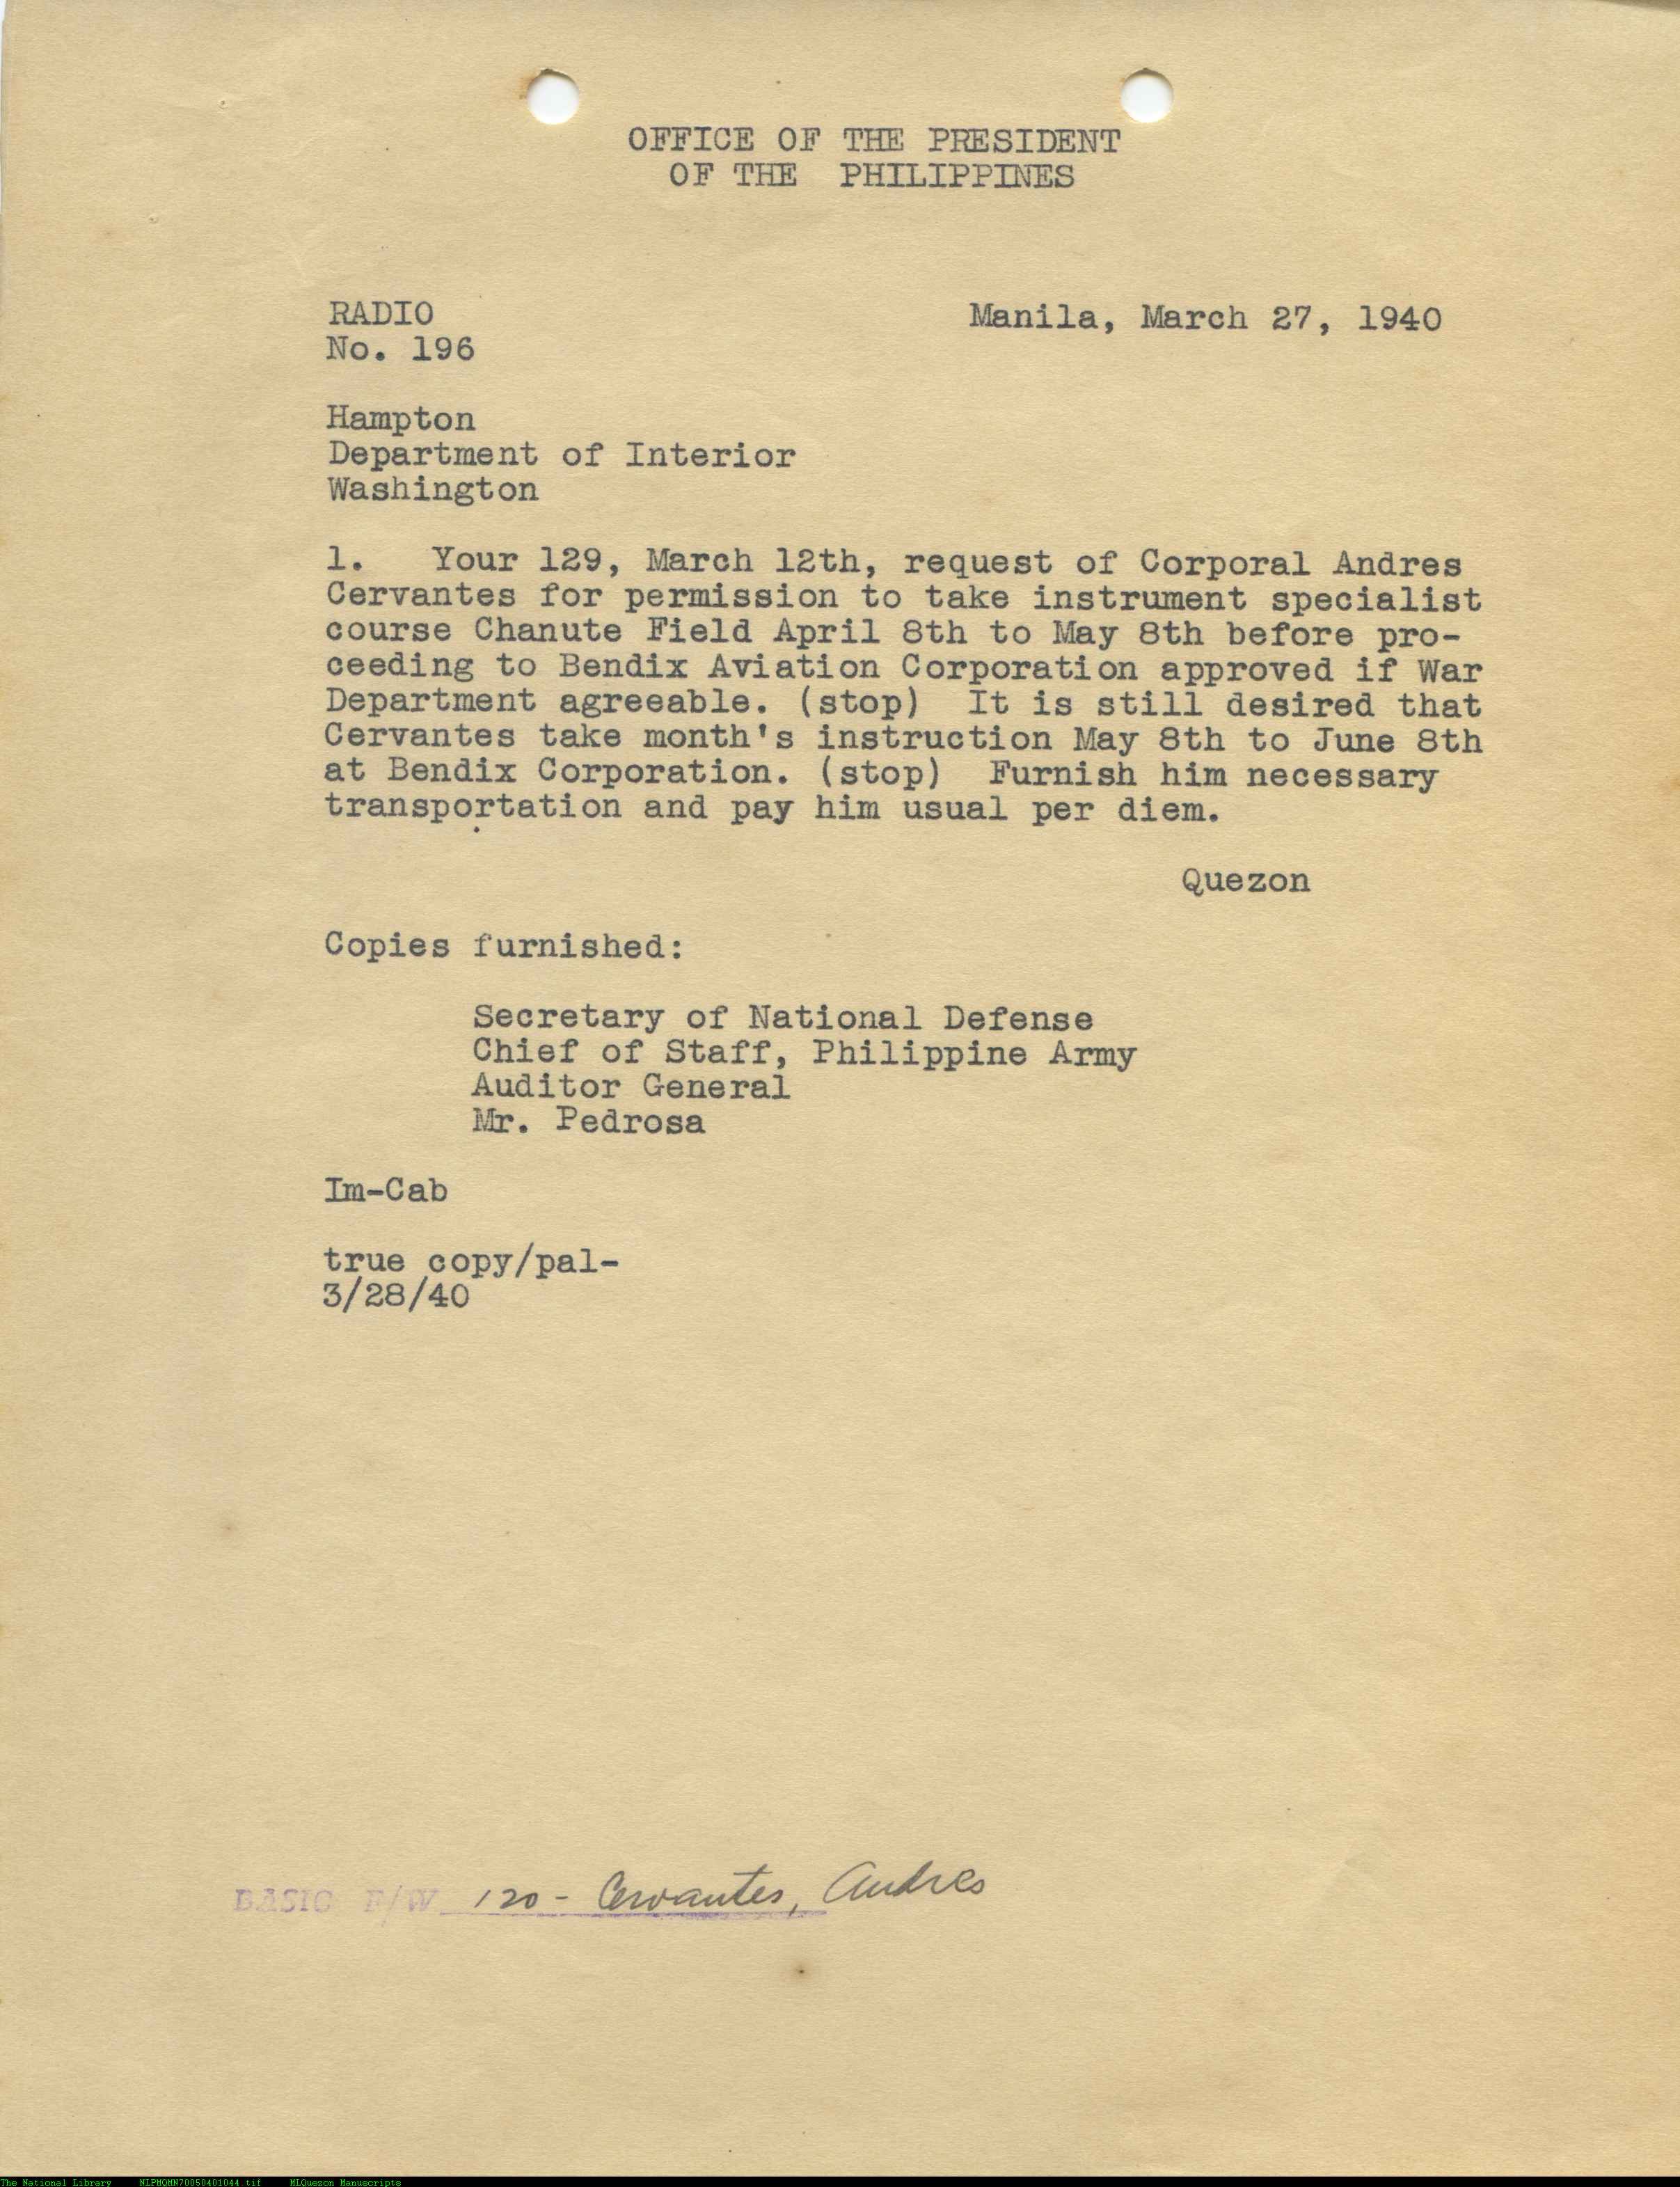 OFFICE OF THE PRESIDENT
OF THE PHILIPPINES
RADIO
No. 196
Manila, March 27, 1940
Hampton
Department of Interior
Washington
1. Your 129, March 12th, request of Corporal Andres
Cervantes for permission to take instrument specialist
course Chanute Field April 8th to May 8th before pro-
ceeding to Bendix Aviation Corporation approved if War
Department agreeable. (stop) It is still desired that
Cervantes take month's instruction May 8th to June 8th
at Bendix Corporation. (stop) Furnish him necessary
transportation and pay him usual per diem.
Quezon
Copies furnished:
Secretary of National Defense
Chief of Staff, Philippine Army
Auditor General
Mr. Pedrosa
Im-Cab
true copy/pal-
3/28/40
BASIC F/W 120 - Cervantes, Andres
The National Library NLPMQMN70050401044.tif MLQuezon Manuscripts